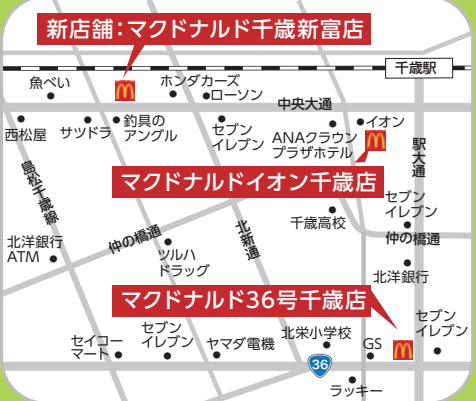 新店舗：マクドナルド千歳新富店
千歳駅
魚べい
ホンダカーズ
ローソン
中央大通
西松屋
サツドラ
釣具の
アングル
セブン
イレブン
ANAクラウン
プラザホテル
イオン
駅大通
マクドナルドイオン千歳店
島松千歳線
セブン
イレブン
千歳高校
仲の橋通
北新通
仲の橋通
北洋銀行
ATM
ツルハ
ドラッグ
北洋銀行
マクドナルド36号千歳店
セイコー
マート
セブン
イレブン
ヤマダ電機
北栄小学校
GS
セブン
イレブン
36
ラッキー